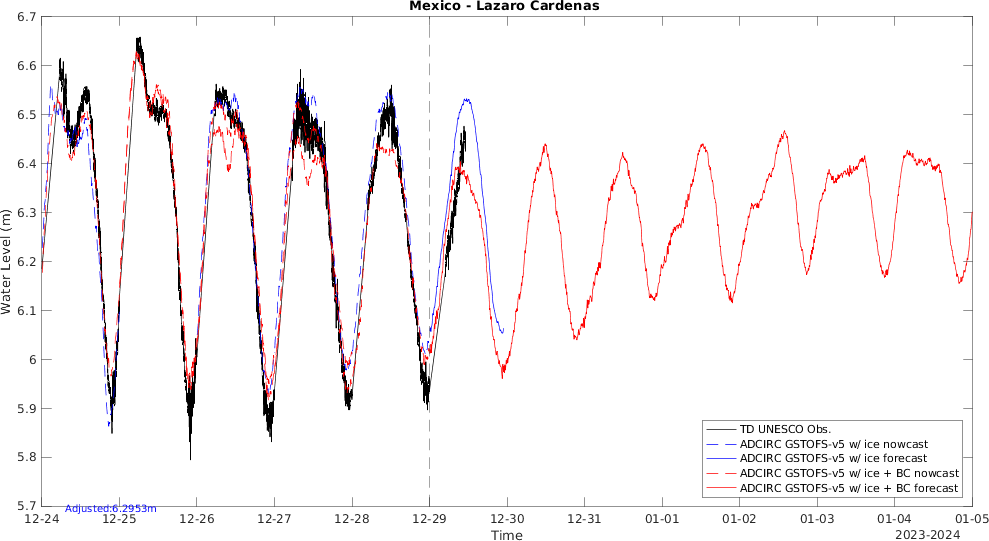 Mexico - Lazaro Cardenas
Water Level (m)
6.7
6.6
6.5
6.4
6.3
6.2
6.1
6
5.9
5.8
5.7
TD UNESCO Obs.
ADCIRC GSTOFS-v5 w/ ice nowcast
ADCIRC GSTOFS-v5 w/ ice forecast
ADCIRC GSTOFS-v5 w/ ice + BC nowcast
ADCIRC GSTOFS-v5 w/ ice + BC forecast
Adjusted:6.2953m
12-24 12-25 12-26 12-27 12-28 12-29 12-30 12-31 01-01 01-02 01-03 01-04 01-05
Time
2023-2024